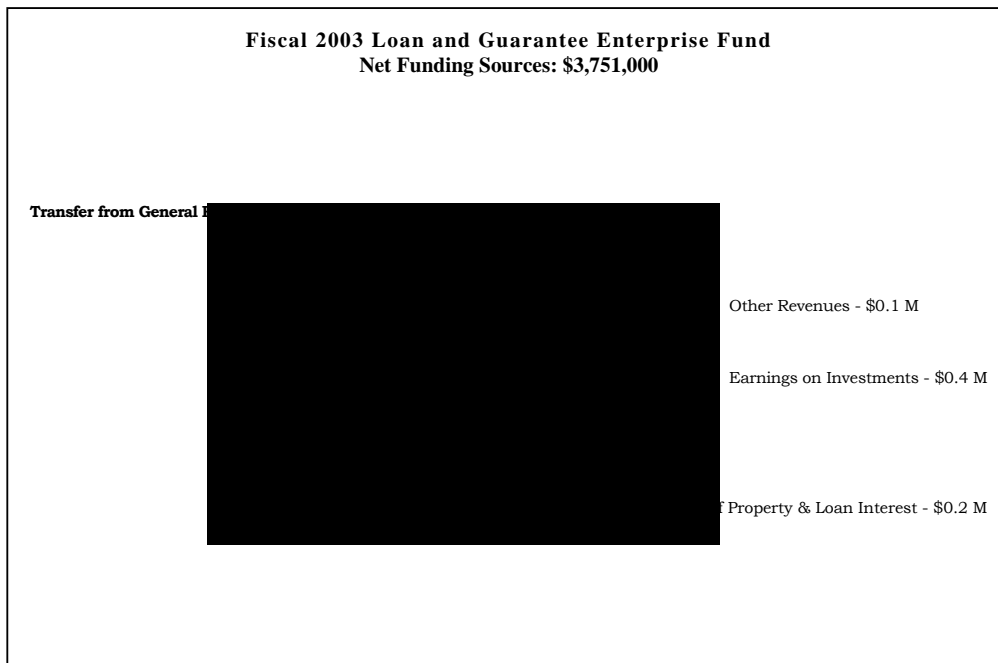 Fiscal 2003 Loan and Guarantee Enterprise Fund
Net Funding Sources: $3,751,000
Transfer from General
Other Revenues - $0.1 M
Earnings on Investments - $0.4 M
Property & Loan Interest - $0.2 M